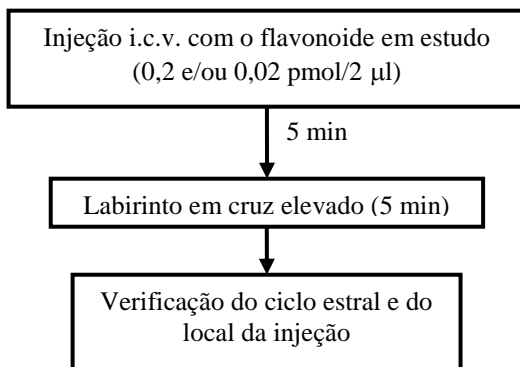 Injeção i.c.v. com o flavonoide em estudo
(0,2 e/ou 0,02 pmol/2 µl)
5 min
Labirinto em cruz elevado (5 min)
Verificação do ciclo estral e do
local da injeção